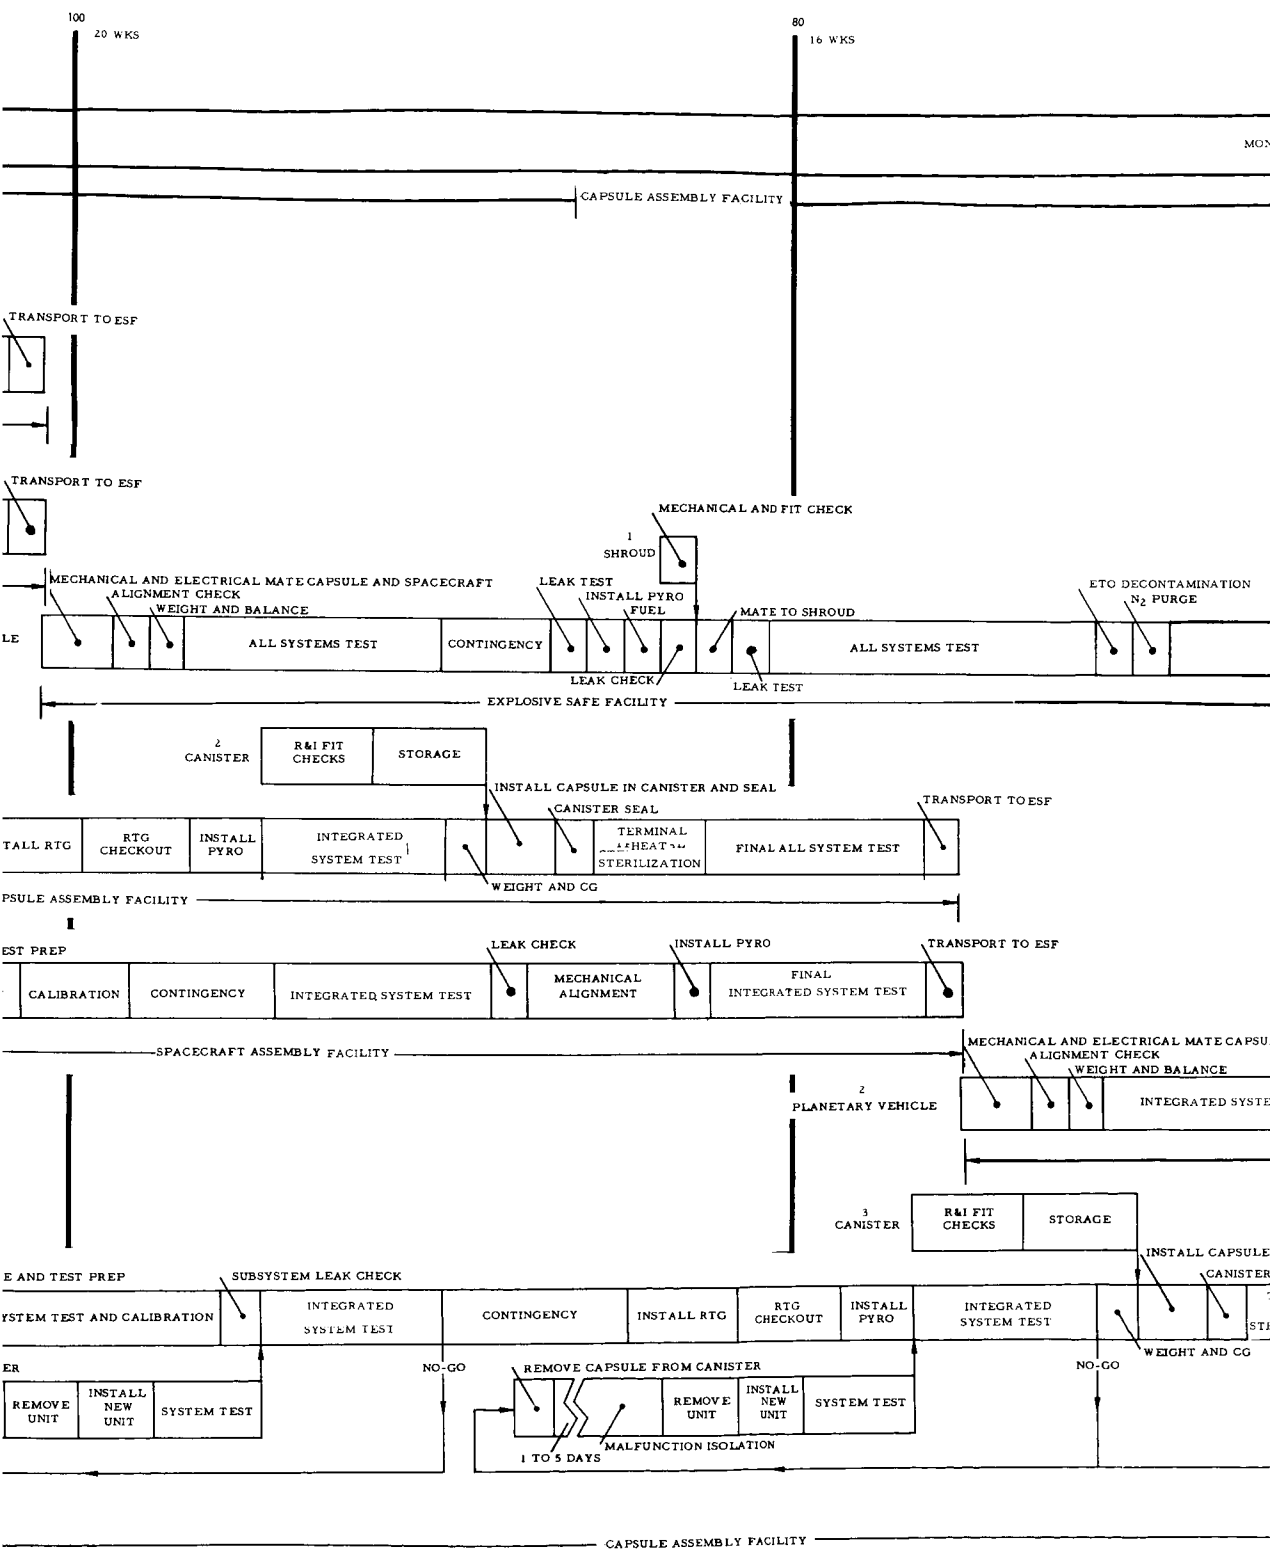 100
20 WKS
80
16 WKS
MON
CAPSULE ASSEMBLY FACILITY
TRANSPORT TO ESF
TRANSPORT TO ESF
MECHANICAL AND FIT CHECK
1
SHROUD
MECHANICAL AND ELECTRICAL MATE CAPSULE AND SPACECRAFT
ALIGNMENT CHECK
WEIGHT AND BALANCE
LEAK TEST
INSTALL PYRO
FUEL
MATE TO SHROUD
ETO DECONTAMINATION
N2 PURGE
LE
ALL SYSTEMS TEST
CONTINGENCY
ALL SYSTEMS TEST
LEAK CHECK
LEAK TEST
EXPLOSIVE SAFE FACILITY
2
CANISTER
R&I FIT
CHECKS
STORAGE
INSTALL CAPSULE IN CANISTER AND SEAL
CANISTER SEAL
TRANSPORT TO ESF
TALL RTG
RTG
CHECKOUT
INSTALL
PYRO
INTEGRATED
SYSTEM TEST
TERMINAL
HEAT
STERILIZATION
FINAL ALL SYSTEM TEST
WEIGHT AND CG
PSULE ASSEMBLY FACILITY
EST PREP
LEAK CHECK
INSTALL PYRO
TRANSPORT TO ESF
CALIBRATION
CONTINGENCY
INTEGRATED SYSTEM TEST
MECHANICAL
ALIGNMENT
FINAL
INTEGRATED SYSTEM TEST
SPACECRAFT ASSEMBLY FACILITY
MECHANICAL AND ELECTRICAL MATE CAPSU
ALIGNMENT CHECK
WEIGHT AND BALANCE
2
PLANETARY VEHICLE
INTEGRATED SYSTE
3
CANISTER
R&I FIT
CHECKS
STORAGE
INSTALL CAPSULE
CANISTER
E AND TEST PREP
SUBSYSTEM LEAK CHECK
YSTEM TEST AND CALIBRATION
INTEGRATED
SYSTEM TEST
CONTINGENCY
INSTALL RTG
RTG
CHECKOUT
INSTALL
PYRO
INTEGRATED
SYSTEM TEST
WEIGHT AND CG
ER
NO-GO
REMOVE CAPSULE FROM CANISTER
NO-GO
REMOVE
UNIT
INSTALL
NEW
UNIT
SYSTEM TEST
REMOVE
UNIT
INSTALL
NEW
UNIT
SYSTEM TEST
MALFUNCTION ISOLATION
1 TO 5 DAYS
CAPSULE ASSEMBLY FACILITY